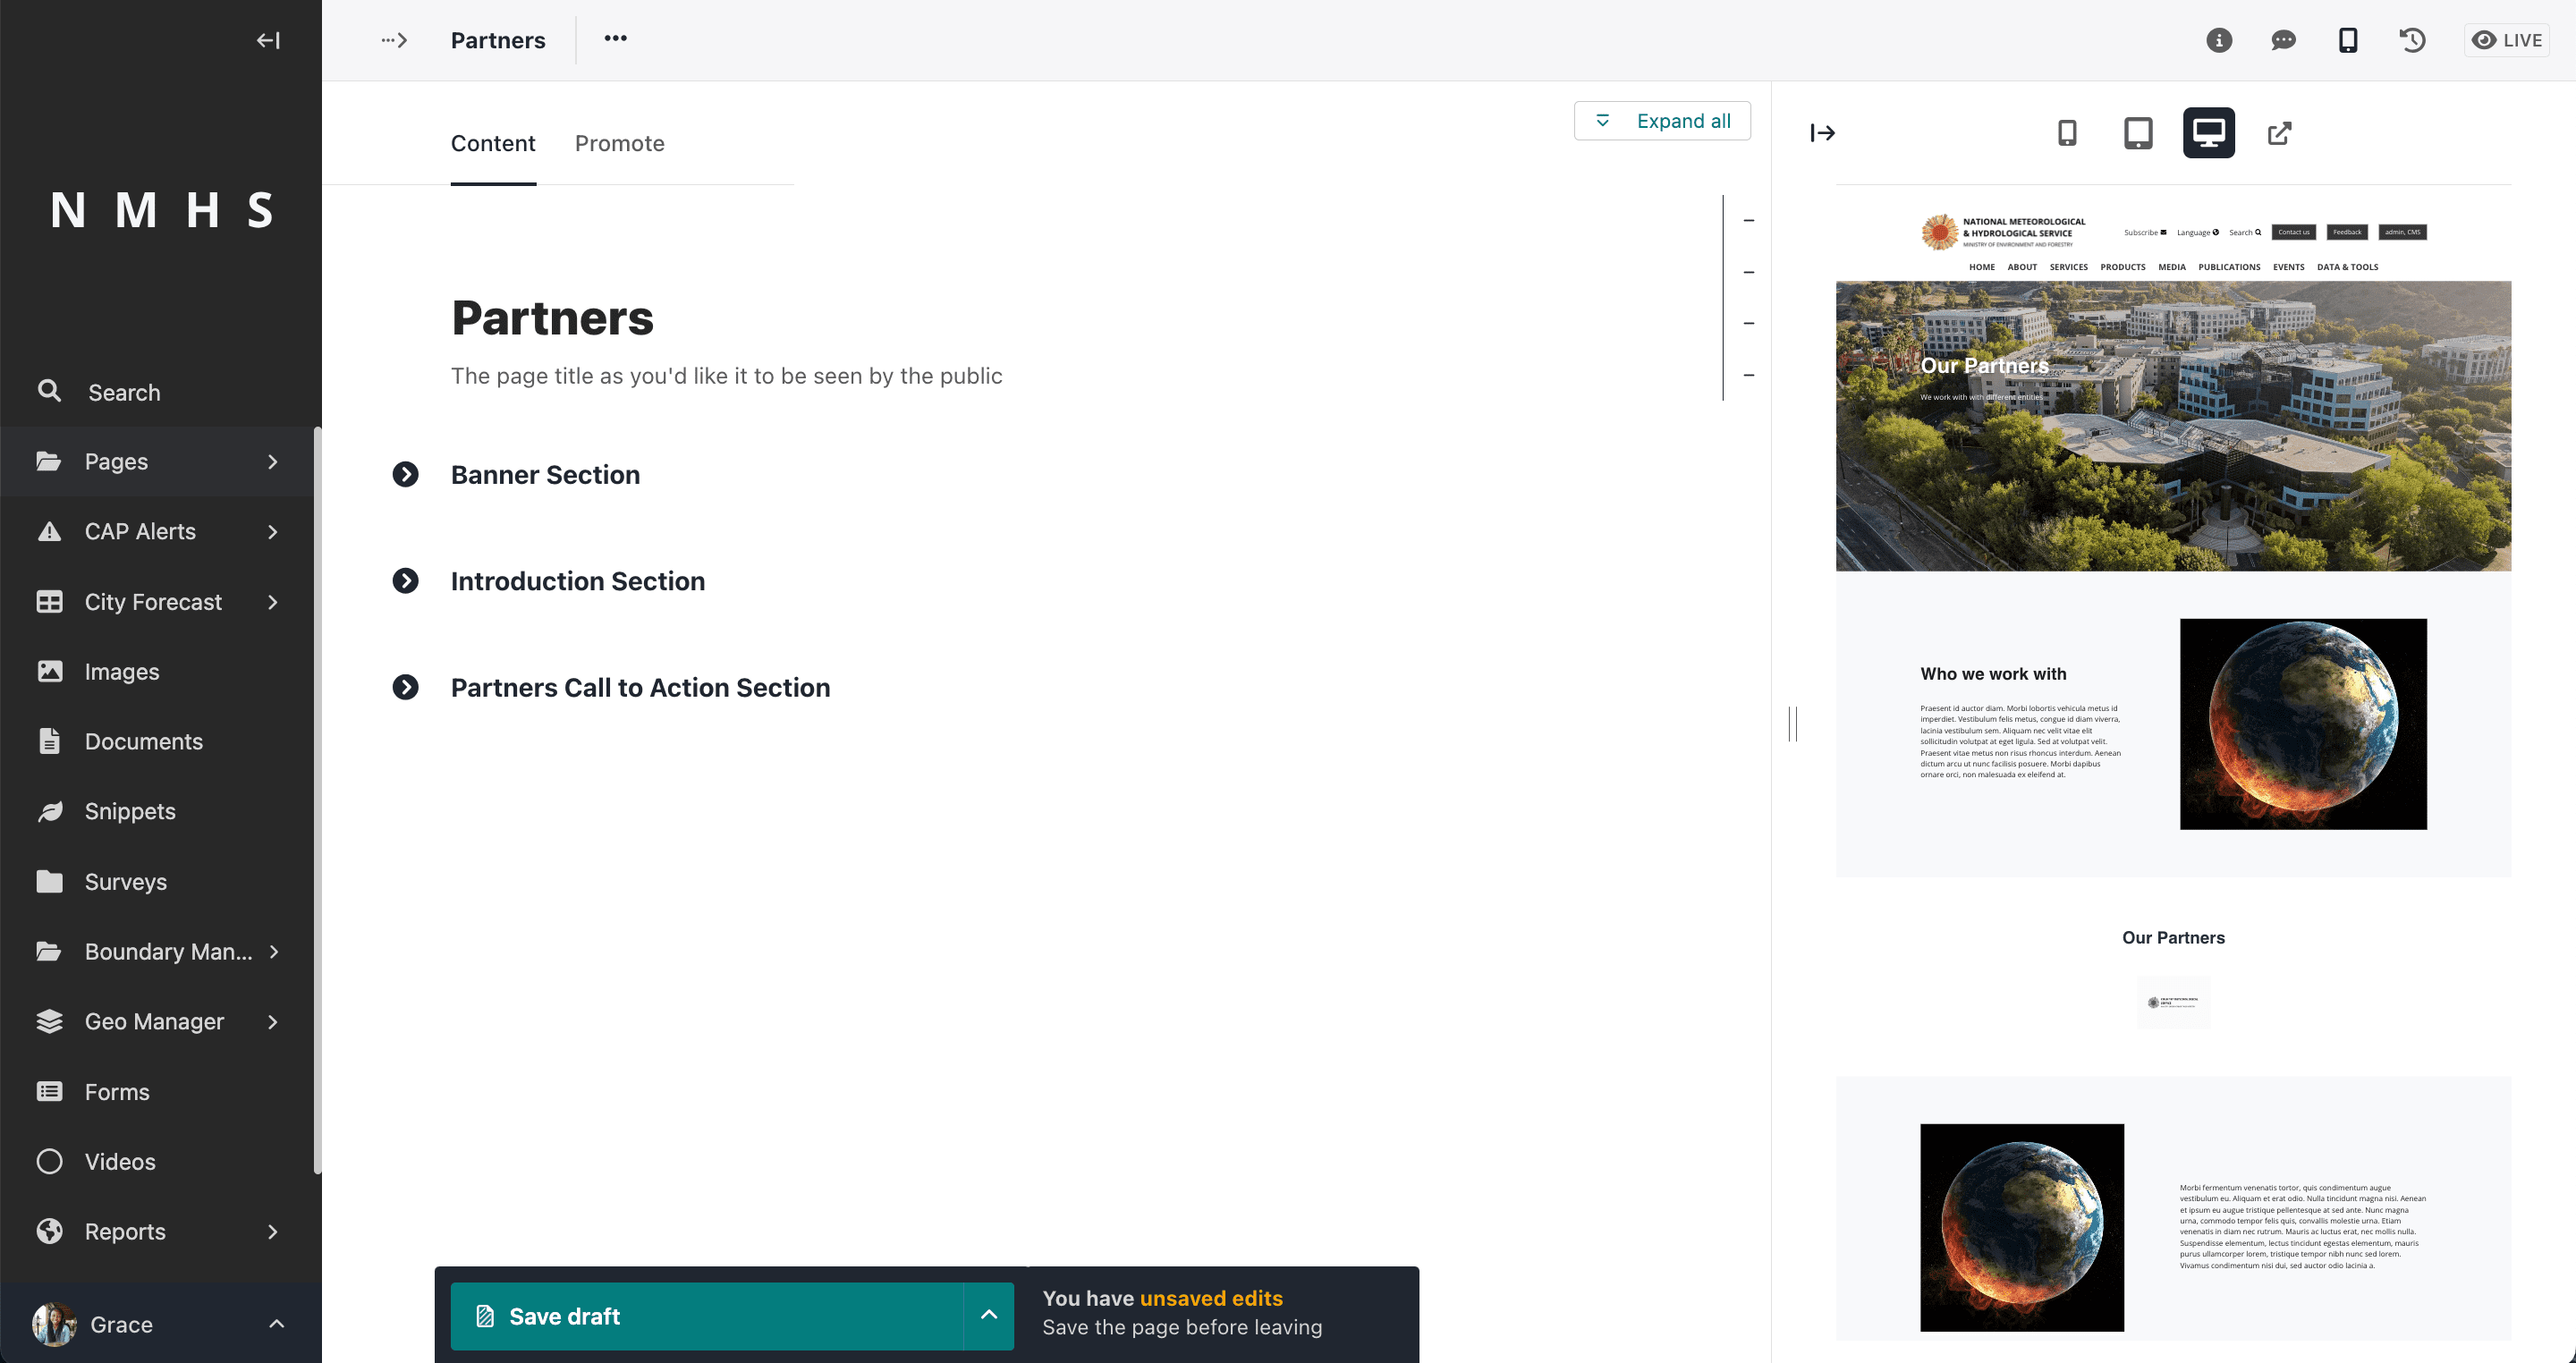 N M H S
Search
Pages
CAP Alerts
City Forecast
Images
Documents
Snippets
Surveys
Boundary Man...
Geo Manager
Forms
Videos
Reports
Grace
Partners
LIVE
Content
Promote
Expand all
Partners
The page title as you'd like it to be seen by the public
Banner Section
Introduction Section
Partners Call to Action Section
Save draft
You have unsaved edits
Save the page before leaving
NATIONAL METEOROLOGICAL
& HYDROLOGICAL SERVICE
MINISTRY OF ENVIRONMENT AND FORESTRY
Subscribe Language Search Contact us Feedback admin, CMS
HOME ABOUT SERVICES PRODUCTS MEDIA PUBLICATIONS EVENTS DATA & TOOLS
Our Partners
We work with with different entities
Who we work with
Praesent id auctor diam. Morbi lobortis vehicula metus id
imperdiet. Vestibulum felis metus, congue id diam viverra,
lacinia vestibulum sem. Aliquam nec velit vitae elit
sollicitudin volutpat at eget ligula. Sed at volutpat velit.
Praesent vitae metus non risus rhoncus interdum. Aenean
dictum arcu ut nunc facilisis posuere. Morbi dapibus
ornare orci, non malesuada ex eleifend at.
Our Partners
Morbi fermentum venenatis tortor, quis condimentum augue
vestibulum eu. Aliquam et erat odio. Nulla tincidunt magna nisi. Aenean
et ipsum eu augue tristique pellentesque at sed ante. Nunc magna
urna, commodo tempor felis quis, convallis molestie urna. Etiam
venenatis in diam nec rutrum. Mauris ac luctus erat, nec mollis nulla.
Suspendisse elementum, lectus tincidunt egestas elementum, mauris
purus ullamcorper lorem, tristique tempor nibh nunc sed lorem.
Vivamus condimentum nisi dui, sed auctor odio lacinia a.